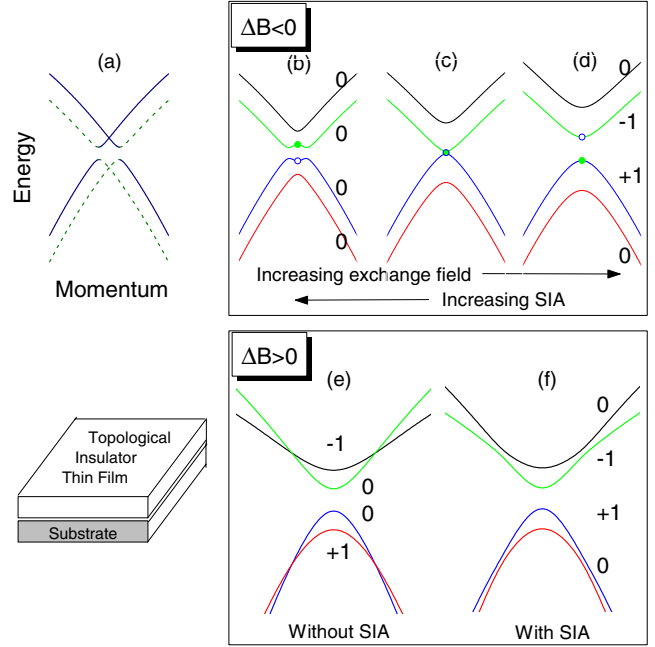 ΔB<0
(a)
(b)
(c)
(d)
0
0
0
0
0
-1
+1
0
Energy
Momentum
Increasing exchange field
Increasing SIA
ΔB>0
(e)
(f)
-1
0
0
+1
0
-1
+1
0
Without SIA
With SIA
Topological
Insulator
Thin Film
Substrate